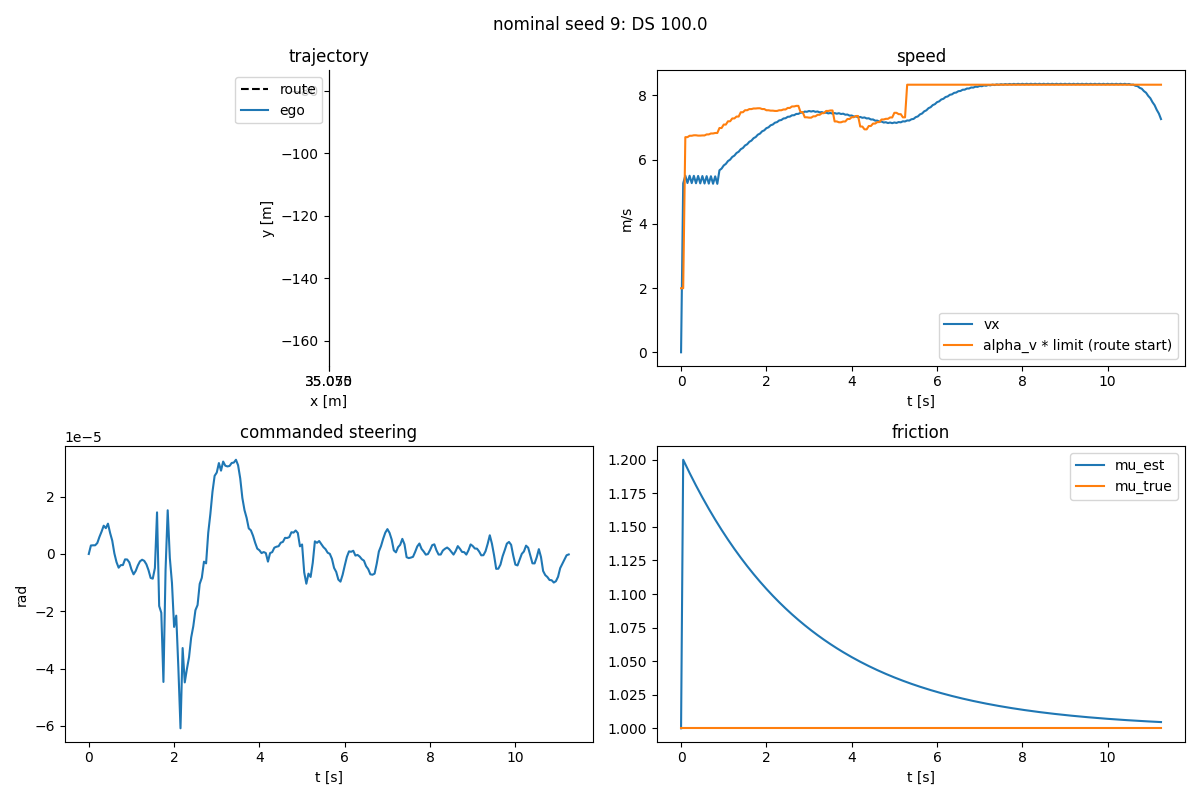 nominal seed 9: DS 100.0
trajectory
route
ego
−100
−120
−140
−160
y [m]
x [m]
speed
8
6
4
2
0
m/s
vx
alpha_v * limit (route start)
0 2 4 6 8 10
t [s]
commanded steering
1e−5
2
0
−2
−4
−6
rad
0 2 4 6 8 10
t [s]
friction
1.200
1.175
1.150
1.125
1.100
1.075
1.050
1.025
1.000
mu_est
mu_true
0 2 4 6 8 10
t [s]